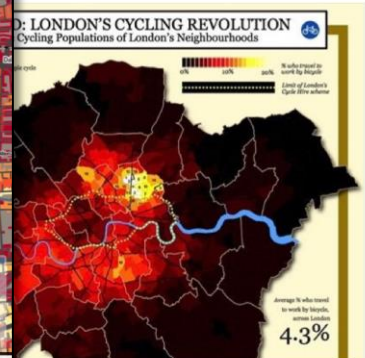 D: LONDON'S CYCLING REVOLUTION
Cycling Populations of London's Neighbourhoods
cycle
0% 10% 20%
% who travel to
work by bicycle
Limit of London's
Cycle Hire scheme
Average % who travel
to work by bicycle,
across London
4.3%